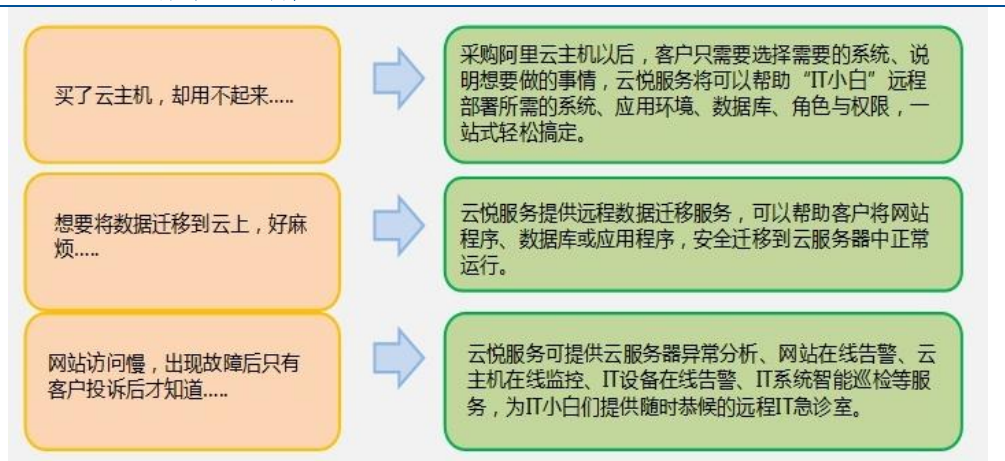 买了云主机，却用不起来.....
采购阿里云主机以后，客户只需要选择需要的系统、说
明想要做的事情，云悦服务将可以帮助“IT小白”远程
部署所需的系统、应用环境、数据库、角色与权限，一
站式轻松搞定。
想要将数据迁移到云上，好麻
烦.....
云悦服务提供远程数据迁移服务，可以帮助客户将网站
程序、数据库或应用程序，安全迁移到云服务器中正常
运行。
网站访问慢，出现故障后只有
客户投诉后才知道.....
云悦服务可提供云服务器异常分析、网站在线告警、云
主机在线监控、IT设备在线告警、IT系统智能巡检等服
务，为IT小白们提供随时恭候的远程IT急诊室。